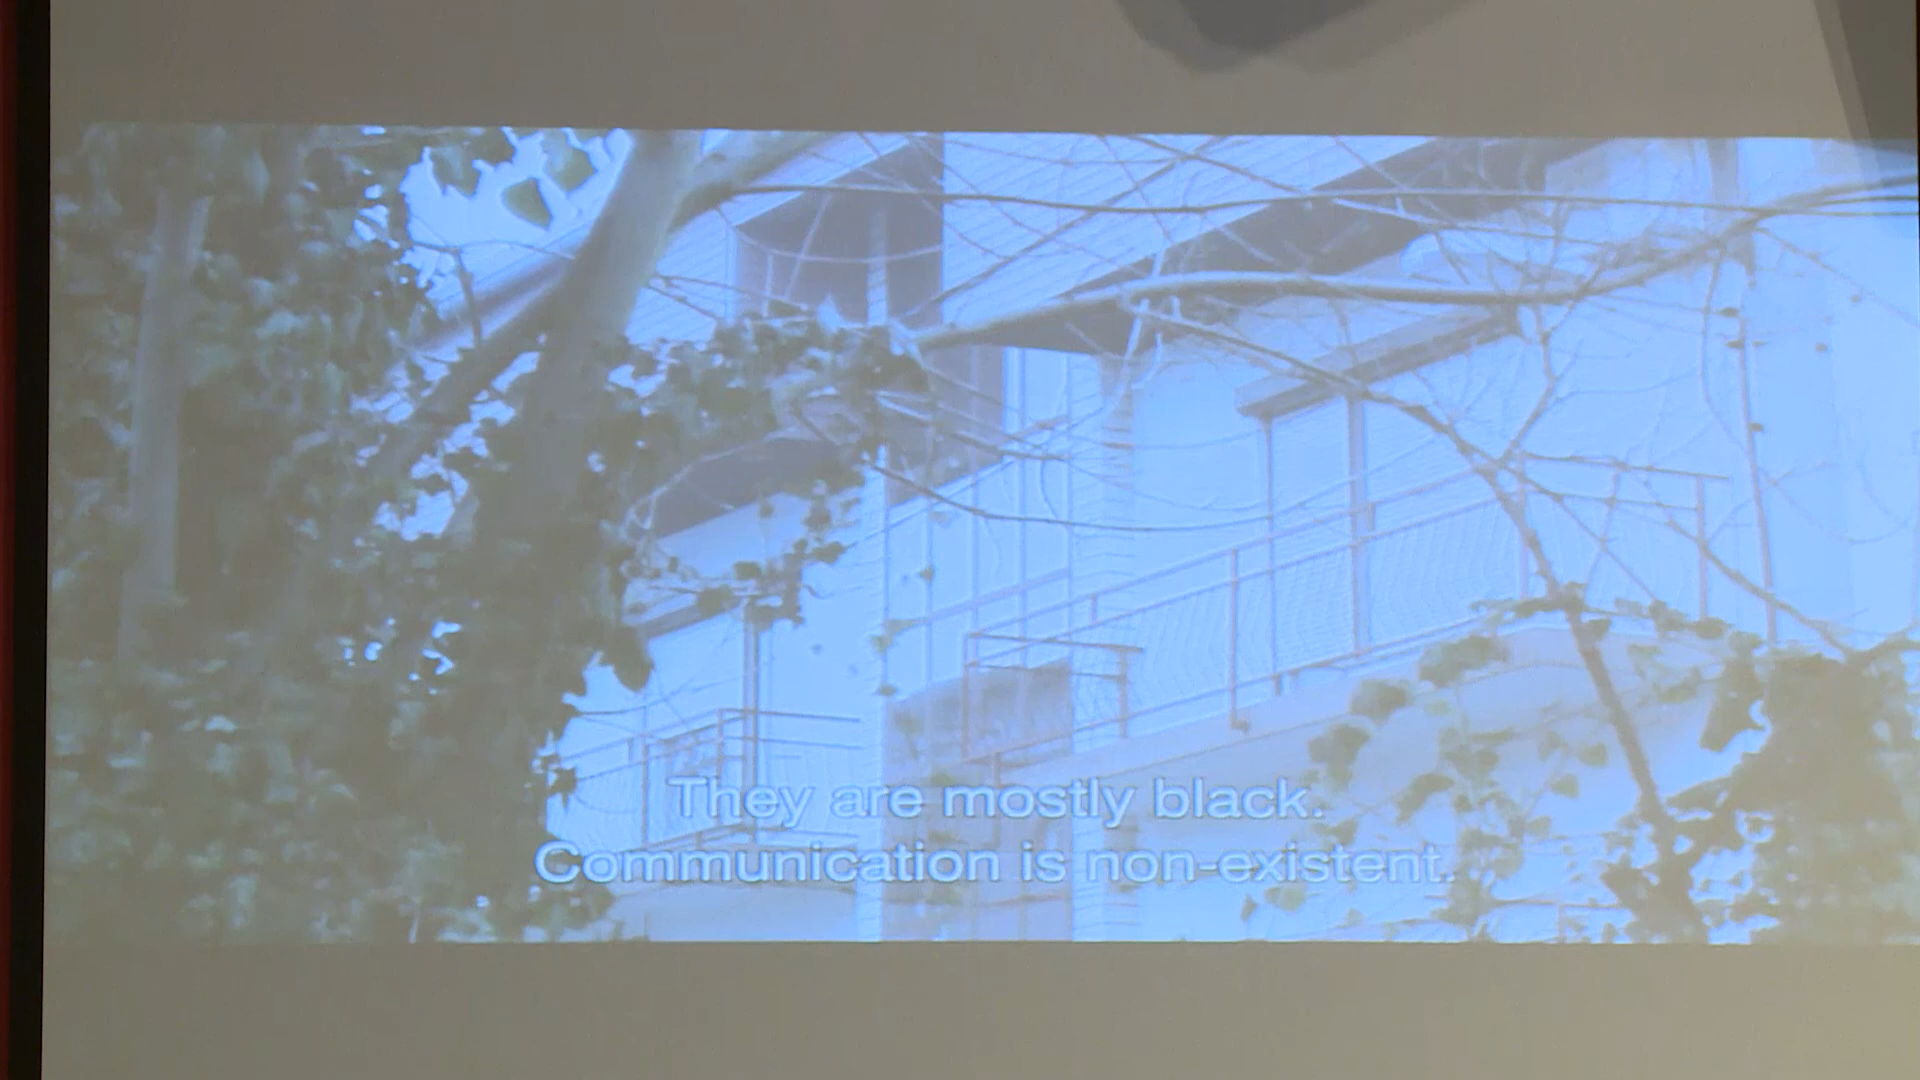 They are mostly black.
Communication is non-existent.